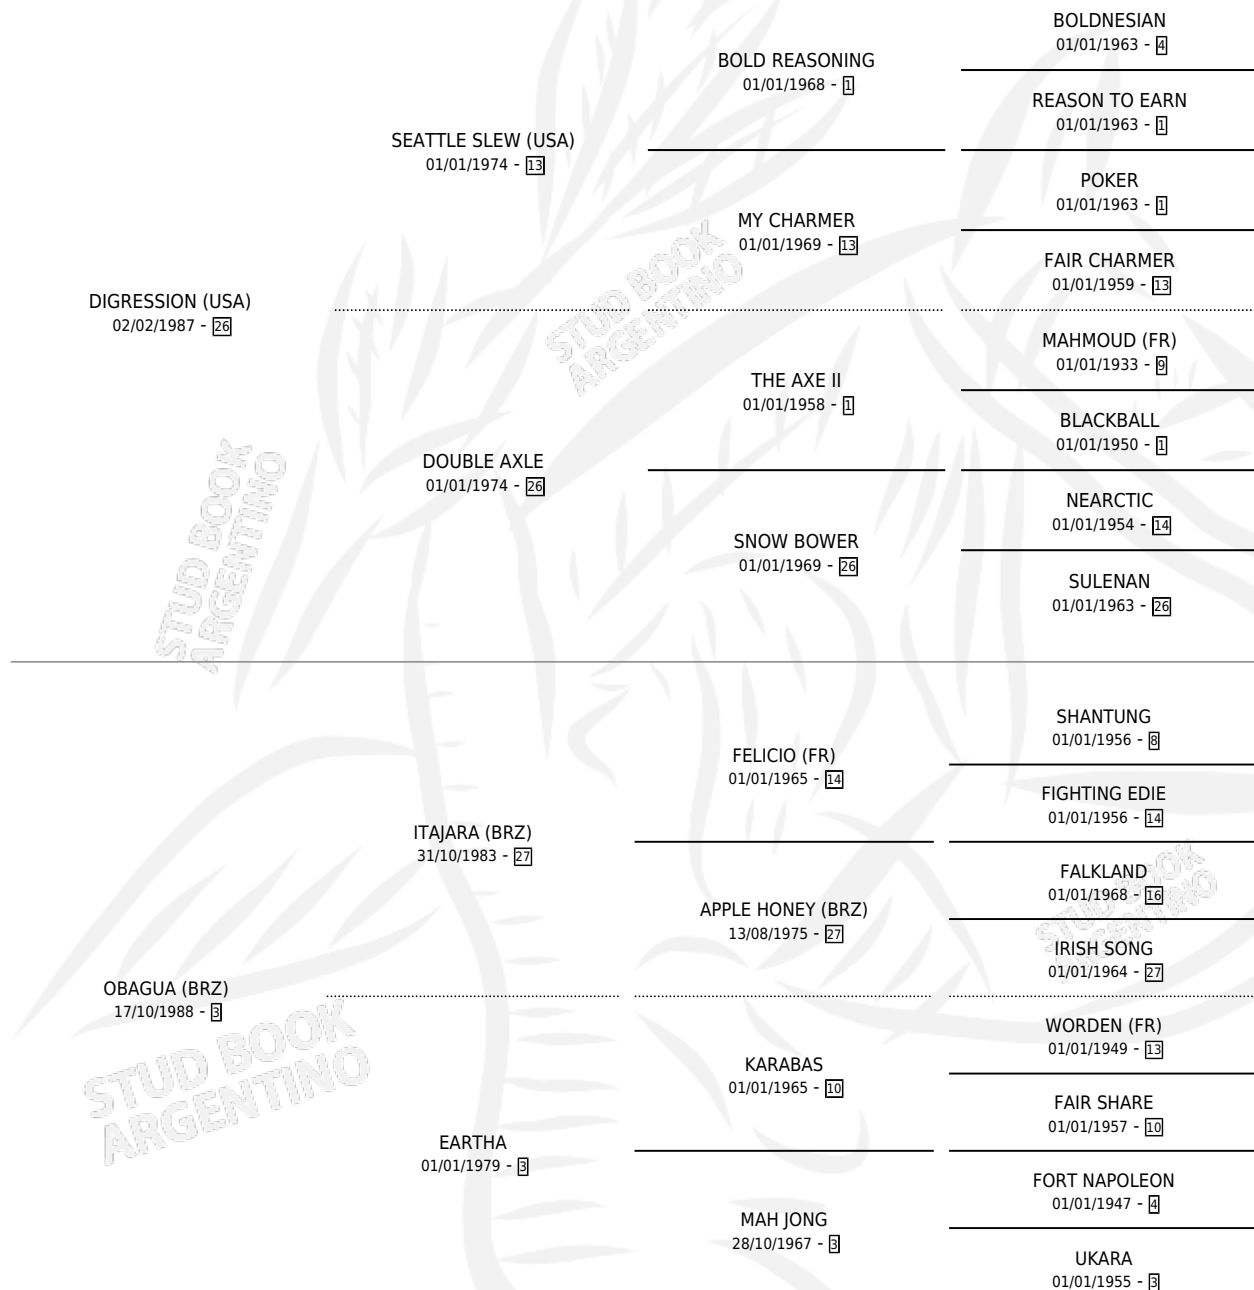 BOLDNESIAN
01/01/1963 - 4
BOLD REASONING
01/01/1968 - 1
REASON TO EARN
01/01/1963 - 1
SEATTLE SLEW (USA)
01/01/1974 - 13
POKER
01/01/1963 - 1
MY CHARMER
01/01/1969 - 13
FAIR CHARMER
01/01/1959 - 13
DIGRESSION (USA)
02/02/1987 - 26
MAHMOUD (FR)
01/01/1933 - 9
THE AXE II
01/01/1958 - 1
BLACKBALL
01/01/1950 - 1
DOUBLE AXLE
01/01/1974 - 26
NEARCTIC
01/01/1954 - 14
SNOW BOWER
01/01/1969 - 26
SULENAN
01/01/1963 - 26
SHANTUNG
01/01/1956 - 8
FELICIO (FR)
01/01/1965 - 14
FIGHTING EDIE
01/01/1956 - 14
ITAJARA (BRZ)
31/10/1983 - 27
FALKLAND
01/01/1968 - 16
APPLE HONEY (BRZ)
13/08/1975 - 27
IRISH SONG
01/01/1964 - 27
OBAGUA (BRZ)
17/10/1988 - 3
WORDEN (FR)
01/01/1949 - 13
KARABAS
01/01/1965 - 10
FAIR SHARE
01/01/1957 - 10
EARTHA
01/01/1979 - 3
FORT NAPOLEON
01/01/1947 - 4
MAH JONG
28/10/1967 - 3
UKARA
01/01/1955 - 3
STUD BOOK
ARGENTINO
STUD BOOK
ARGENTINO
STUD BOOK
ARGENTINO
STUD BOOK
ARGENTINO